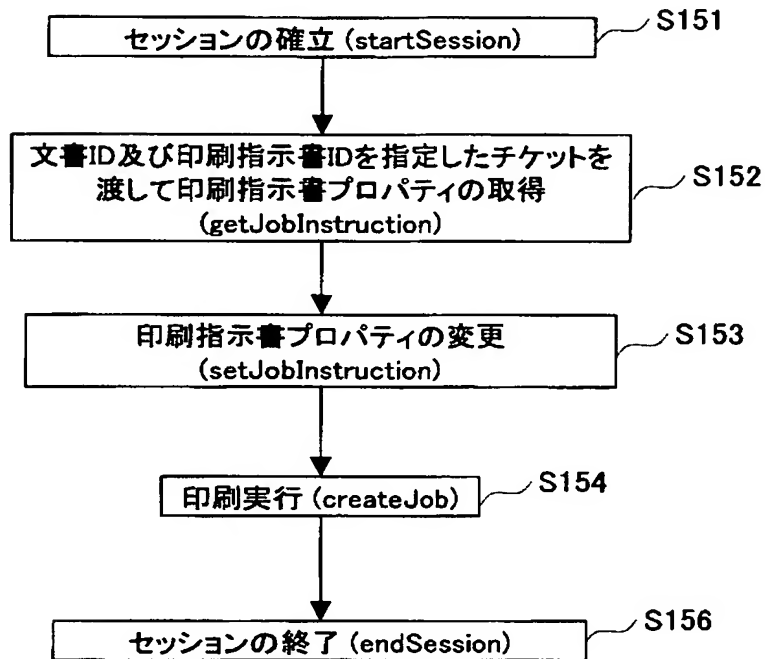 セッションの確立 (startSession)
S151
文書ID及び印刷指示書IDを指定したチケットを
渡して印刷指示書プロパティの取得
(getJobInstruction)
S152
印刷指示書プロパティの変更
(setJobInstruction)
S153
印刷実行 (createJob)
S154
セッションの終了 (endSession)
S156